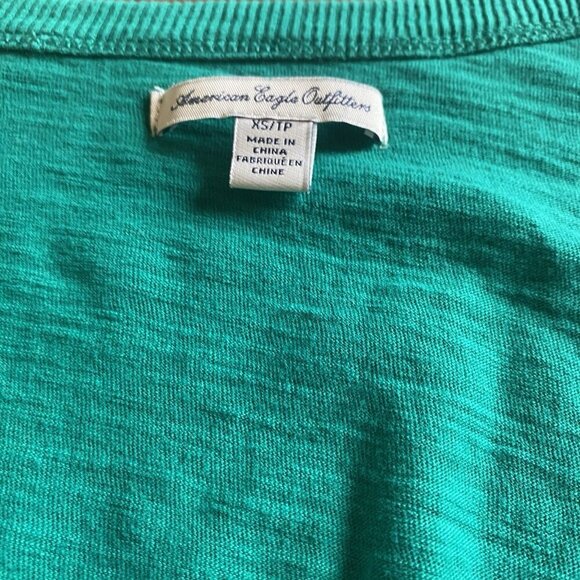 American Eagle Outfitters
XS/TP
MADE IN
CHINA
FABRIQUÉ EN
CHINE